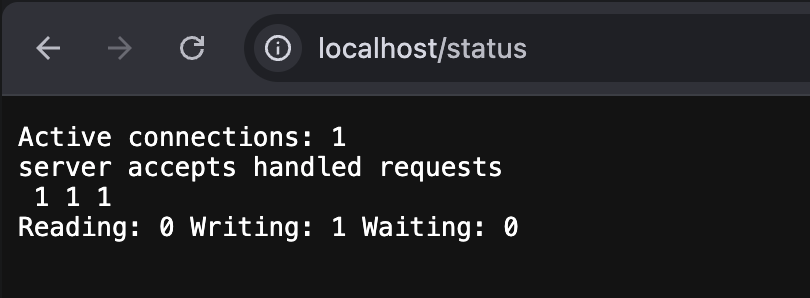 localhost/status
Active connections: 1
server accepts handled requests
 1 1 1
Reading: 0 Writing: 1 Waiting: 0